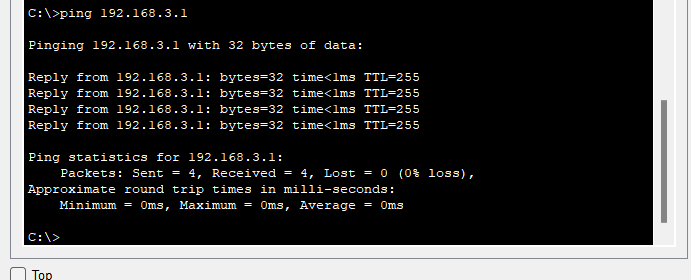 C:\>ping 192.168.3.1
Pinging 192.168.3.1 with 32 bytes of data:
Reply from 192.168.3.1: bytes=32 time<1ms TTL=255
Reply from 192.168.3.1: bytes=32 time<1ms TTL=255
Reply from 192.168.3.1: bytes=32 time<1ms TTL=255
Reply from 192.168.3.1: bytes=32 time<1ms TTL=255
Ping statistics for 192.168.3.1:
    Packets: Sent = 4, Received = 4, Lost = 0 (0% loss),
Approximate round trip times in milli-seconds:
    Minimum = 0ms, Maximum = 0ms, Average = 0ms
C:\>
Top